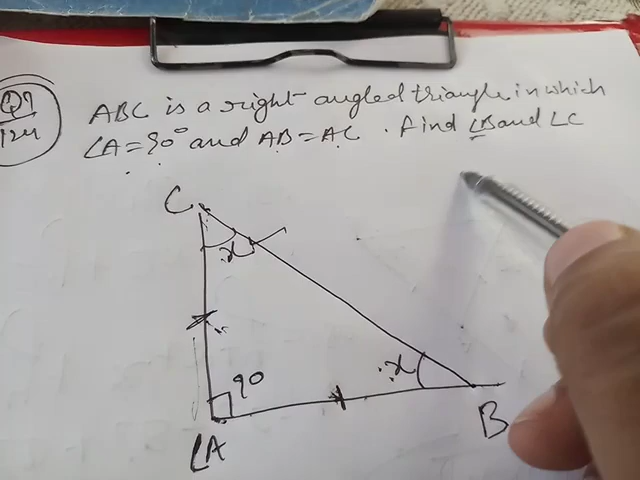 Q7
124
ABC is a right angled triangle in which
∠A = 90° and AB = AC . Find ∠B and ∠C
C
x
90
x
∠A
B